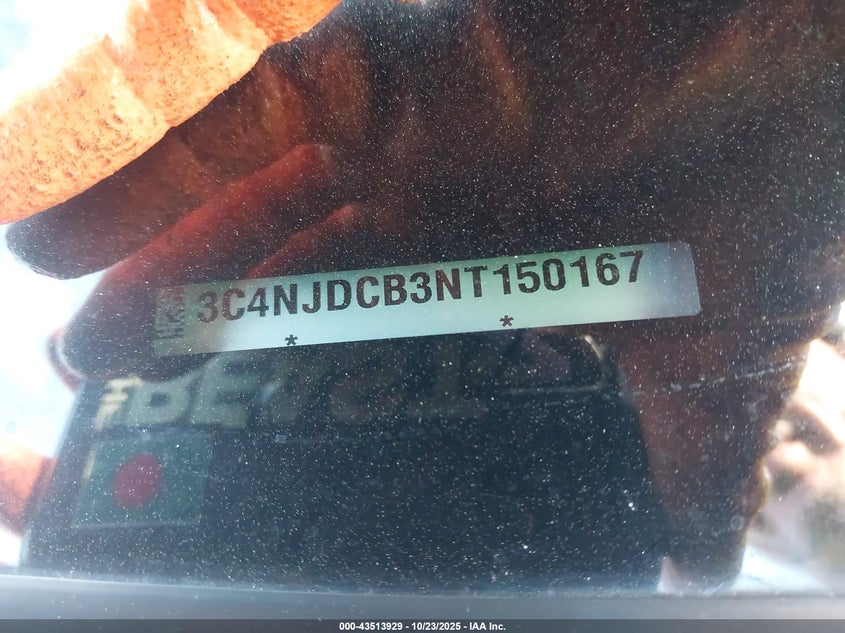 3C4NJDCB3NT150167
* *
000-43513929 - 10/23/2025 - IAA Inc.